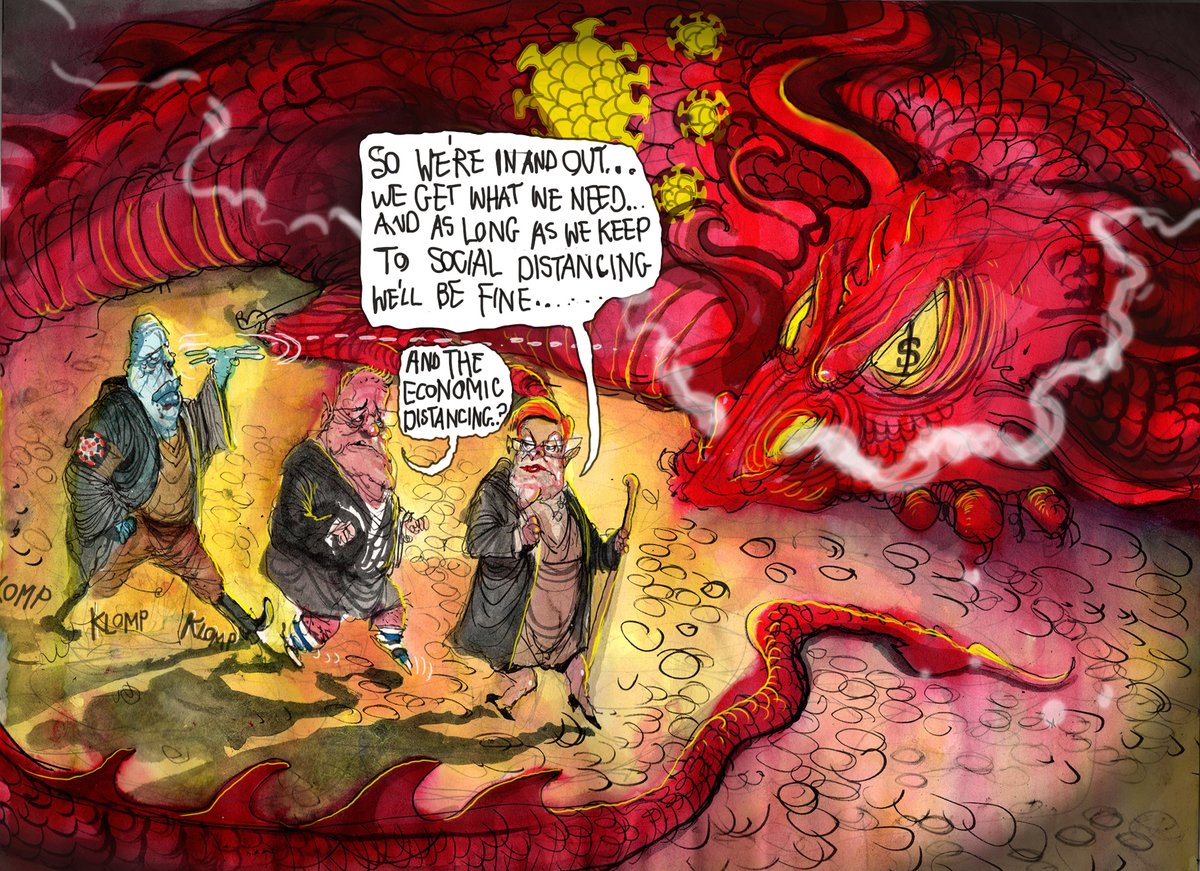 SO WE'RE IN AND OUT...
WE GET WHAT WE NEED...
AND AS LONG AS WE KEEP
TO SOCIAL DISTANCING
WE'LL BE FINE.......
AND THE
ECONOMIC
DISTANCING.?
$
KLOMP
KLOMP